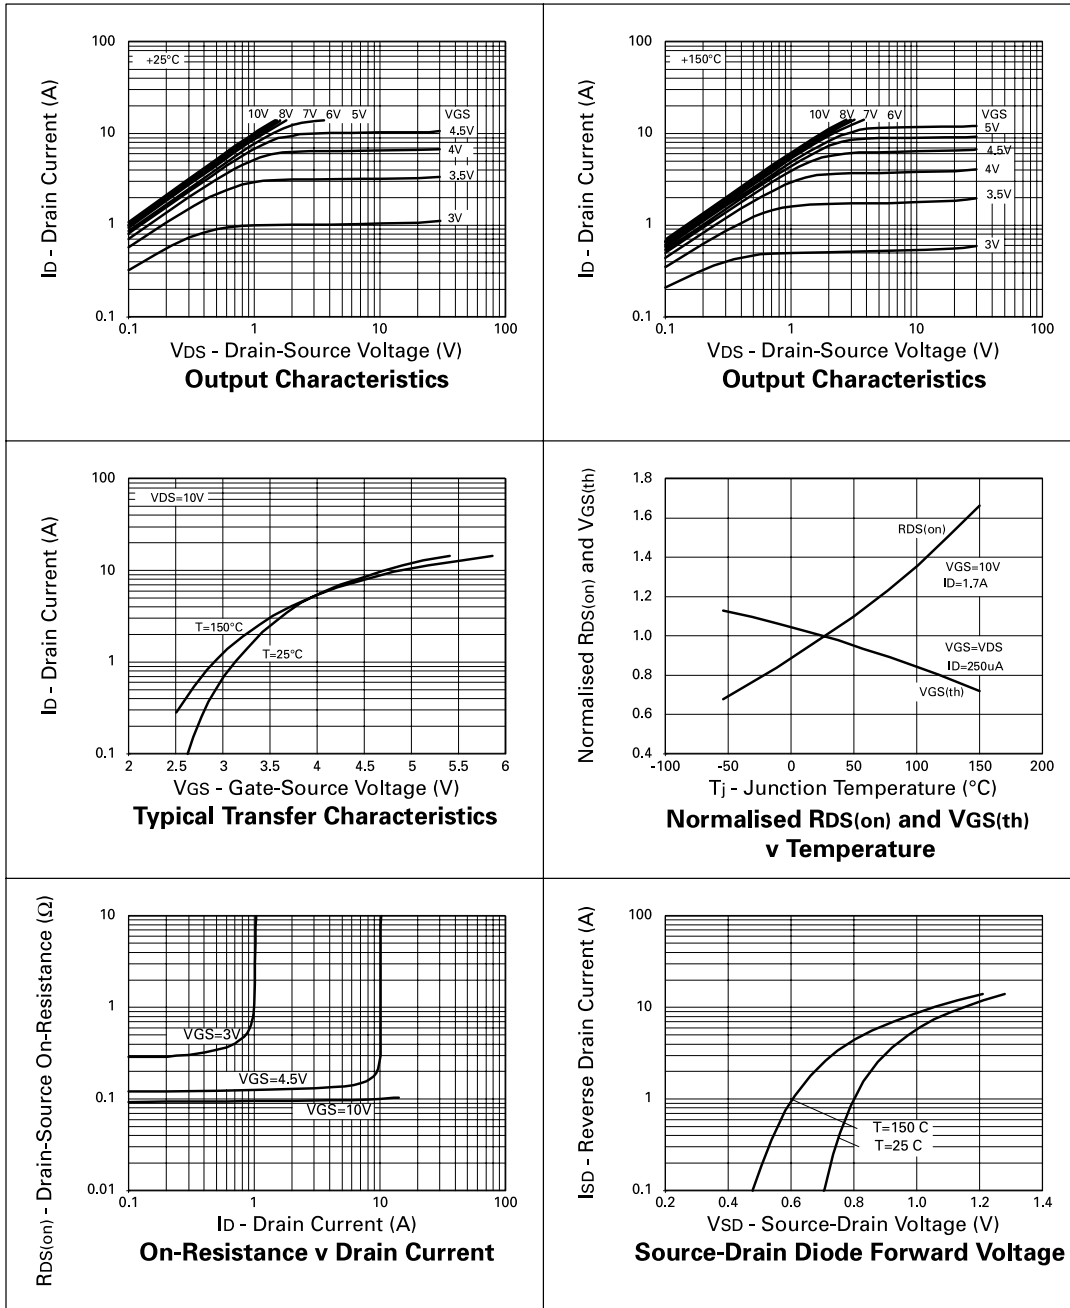 100
10
1
0.1
ID - Drain Current (A)
+25°C
10V 8V 7V 6V 5V VGS
4.5V
4V
3.5V
3V
0.1 1 10 100
VDS - Drain-Source Voltage (V)
Output Characteristics
100
10
1
0.1
ID - Drain Current (A)
+150°C
10V 8V 7V 6V VGS
5V
4.5V
4V
3.5V
3V
0.1 1 10 100
VDS - Drain-Source Voltage (V)
Output Characteristics
100
10
1
0.1
ID - Drain Current (A)
VDS=10V
T=150°C
T=25°C
2 2.5 3 3.5 4 4.5 5 5.5 6
VGS - Gate-Source Voltage (V)
Typical Transfer Characteristics
1.8
1.6
1.4
1.2
1.0
0.8
0.6
0.4
Normalised RDS(on) and VGS(th)
RDS(on)
VGS=10V
ID=1.7A
VGS=VDS
ID=250uA
VGS(th)
-100 -50 0 50 100 150 200
Tj - Junction Temperature (°C)
Normalised RDS(on) and VGS(th)
v Temperature
10
1
0.1
0.01
RDS(on) - Drain-Source On-Resistance (Ω)
VGS=3V
VGS=4.5V
VGS=10V
0.1 1 10 100
ID - Drain Current (A)
On-Resistance v Drain Current
100
10
1
0.1
ISD - Reverse Drain Current (A)
T=150 C
T=25 C
0.2 0.4 0.6 0.8 1.0 1.2 1.4
VSD - Source-Drain Voltage (V)
Source-Drain Diode Forward Voltage